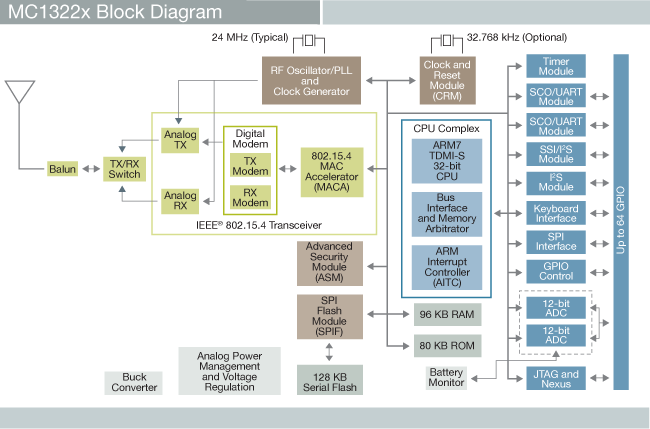 MC1322x Block Diagram
24 MHz (Typical)
32.768 kHz (Optional)
RF Oscillator/PLL
and
Clock Generator
Clock and
Reset
Module
(CRM)
Timer
Module
SCO/UART
Module
SCO/UART
Module
SSI/I²S
Module
I²S
Module
Keyboard
Interface
SPI
Interface
GPIO
Control
12-bit
ADC
12-bit
ADC
JTAG and
Nexus
Up to 64 GPIO
CPU Complex
ARM7
TDMI-S
32-bit
CPU
Bus
Interface
and Memory
Arbitrator
ARM
Interrupt
Controller
(AITC)
Balun
TX/RX
Switch
Analog
TX
Analog
RX
Digital
Modem
TX
Modem
RX
Modem
802.15.4
MAC
Accelerator
(MACA)
IEEE® 802.15.4 Transceiver
Advanced
Security
Module
(ASM)
SPI
Flash
Module
(SPIF)
96 KB RAM
80 KB ROM
Buck
Converter
Analog Power
Management
and Voltage
Regulation
128 KB
Serial Flash
Battery
Monitor